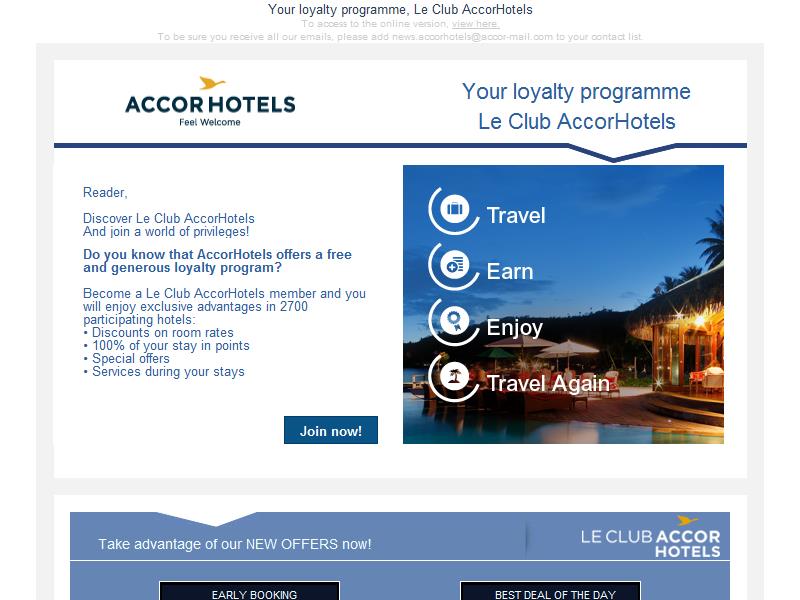 Your loyalty programme, Le Club AccorHotels
To access to the online version, view here.
To be sure you receive all our emails, please add news.accorhotels@accor-mail.com to your contact list.
ACCORHOTELS
Feel Welcome
Your loyalty programme
Le Club AccorHotels
Reader,
Discover Le Club AccorHotels
And join a world of privileges!
Do you know that AccorHotels offers a free
and generous loyalty program?
Become a Le Club AccorHotels member and you
will enjoy exclusive advantages in 2700
participating hotels:
• Discounts on room rates
• 100% of your stay in points
• Special offers
• Services during your stays
Join now!
Travel
Earn
Enjoy
Travel Again
Take advantage of our NEW OFFERS now!
LE CLUB ACCOR
HOTELS
EARLY BOOKING
BEST DEAL OF THE DAY